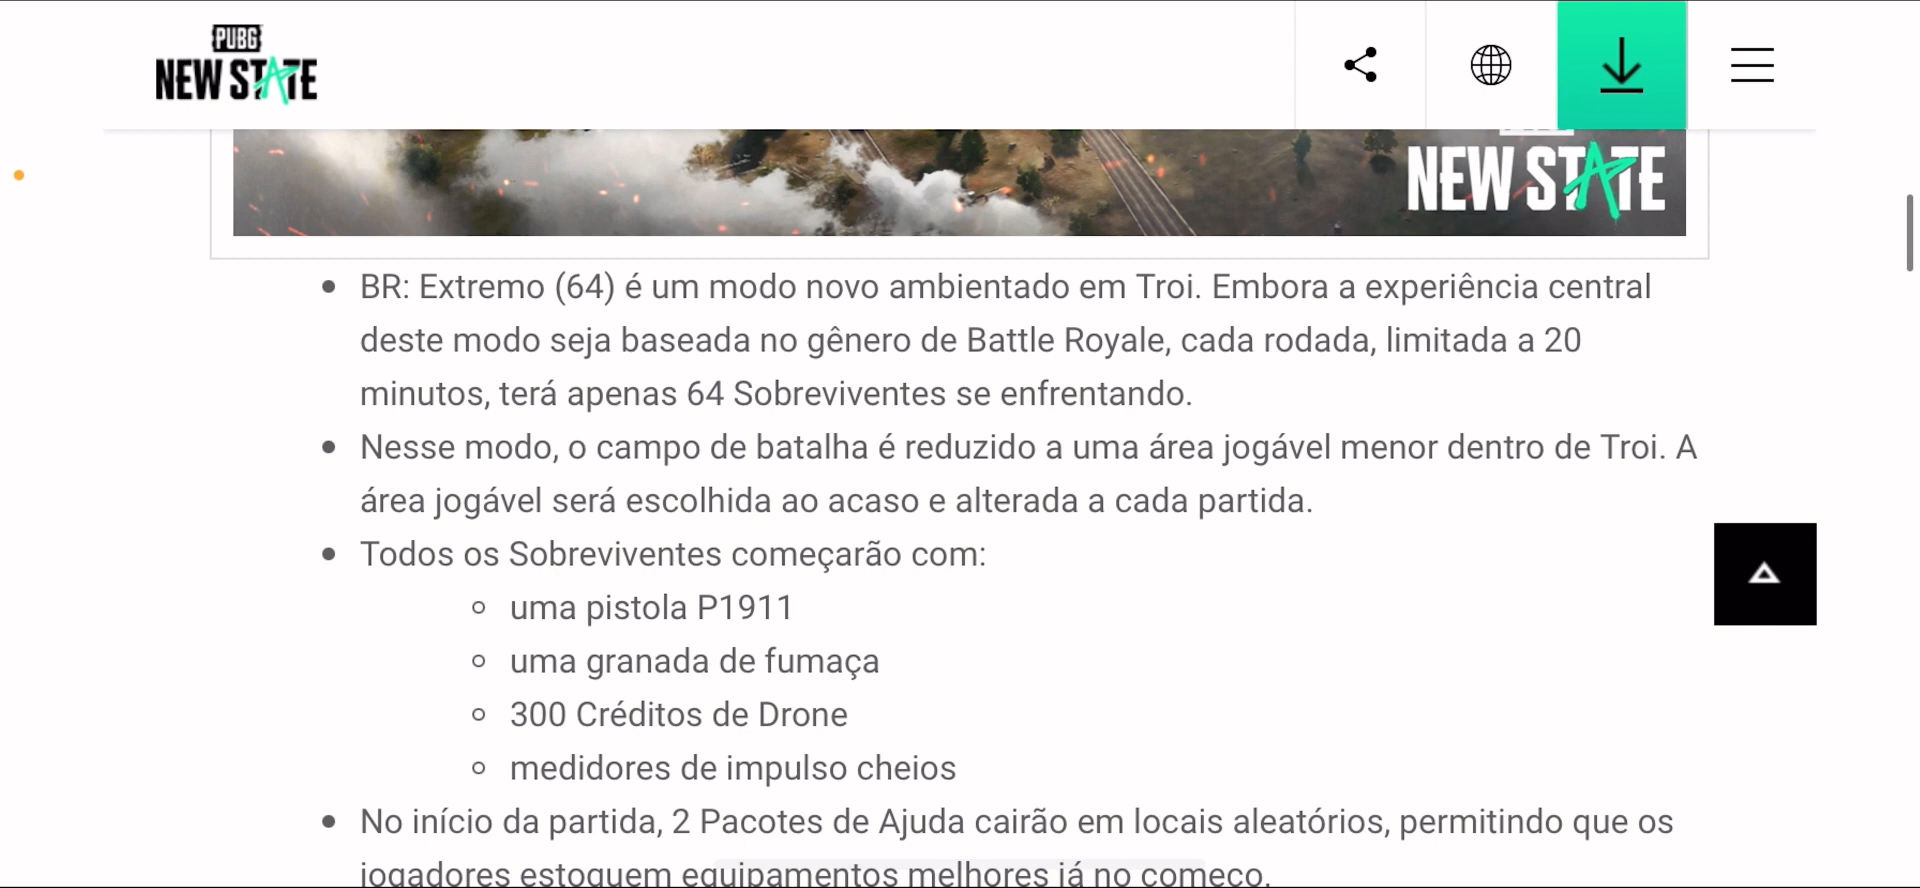 PUBG
NEW STATE
NEW STATE
BR: Extremo (64) é um modo novo ambientado em Troi. Embora a experiência central
deste modo seja baseada no gênero de Battle Royale, cada rodada, limitada a 20
minutos, terá apenas 64 Sobreviventes se enfrentando.
Nesse modo, o campo de batalha é reduzido a uma área jogável menor dentro de Troi. A
área jogável será escolhida ao acaso e alterada a cada partida.
Todos os Sobreviventes começarão com:
uma pistola P1911
uma granada de fumaça
300 Créditos de Drone
medidores de impulso cheios
No início da partida, 2 Pacotes de Ajuda cairão em locais aleatórios, permitindo que os
jogadores estoquem equipamentos melhores já no começo.